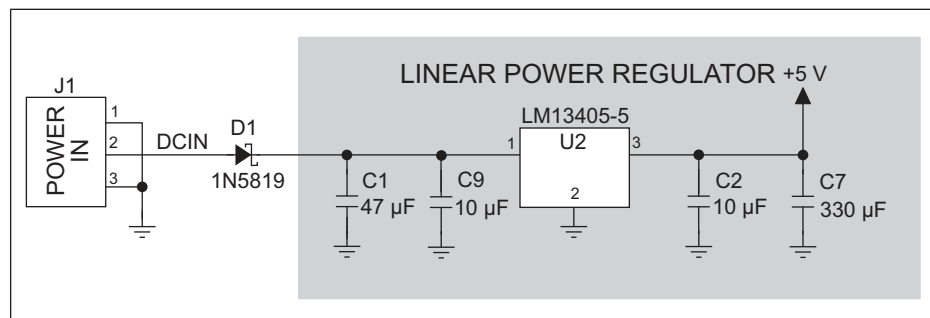 LINEAR POWER REGULATOR +5 V
J1
LM13405-5
1
D1
U2
2
DCIN
1
3
POWER
IN
3
1N5819
C1
47 µF
C9
10 µF
2
C2
10 µF
C7
330 µF